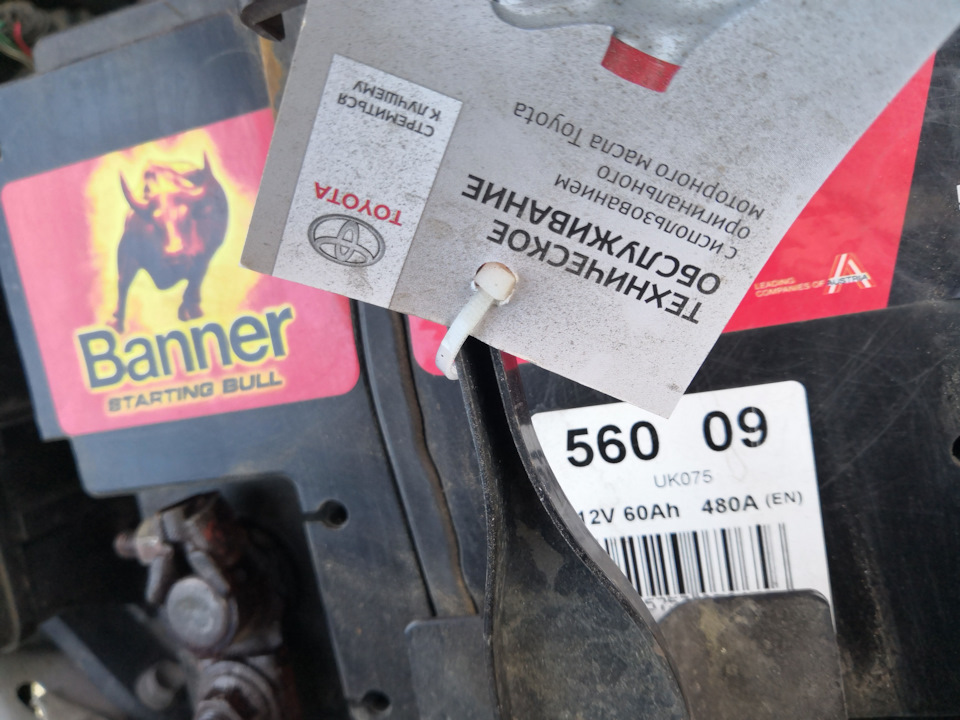 Banner
STARTING BULL
TOYOTA
СТРЕМИТЬСЯ
К ЛУЧШЕМУ
ТЕХНИЧЕСКОЕ
ОБСЛУЖИВАНИЕ
с использованием
оригинального
моторного масла Toyota
LEADING
COMPANIES OF AUSTRIA
560 09
UK075
12V 60Ah 480A (EN)